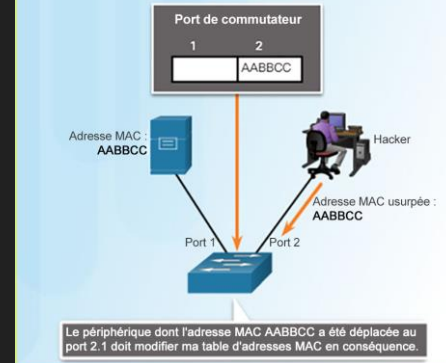 Port de commutateur
1 2
AABBCC
Adresse MAC :
AABBCC
Hacker
Adresse MAC usurpée :
AABBCC
Port 1
Port 2
Le périphérique dont l'adresse MAC AABBCC a été déplacée au
port 2.1 doit modifier ma table d'adresses MAC en conséquence.